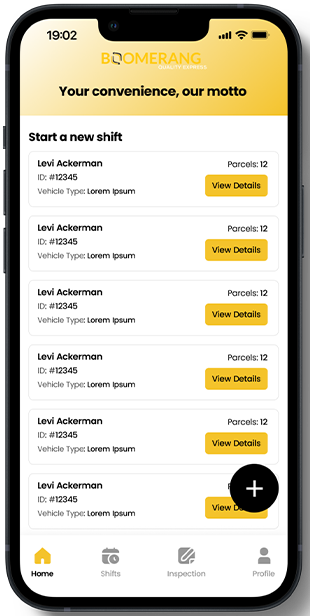 19:02
BOOMERANG
QUALITY EXPRESS
Your convenience, our motto
Start a new shift
Levi Ackerman
Parcels: 12
ID: #12345
Vehicle Type: Lorem Ipsum
View Details
Levi Ackerman
Parcels: 12
ID: #12345
Vehicle Type: Lorem Ipsum
View Details
Levi Ackerman
Parcels: 12
ID: #12345
Vehicle Type: Lorem Ipsum
View Details
Levi Ackerman
Parcels: 12
ID: #12345
Vehicle Type: Lorem Ipsum
View Details
Levi Ackerman
Parcels: 12
ID: #12345
Vehicle Type: Lorem Ipsum
View Details
Levi Ackerman
ID: #12345
Vehicle Type: Lorem Ipsum
View
Home Shifts Inspection Profile